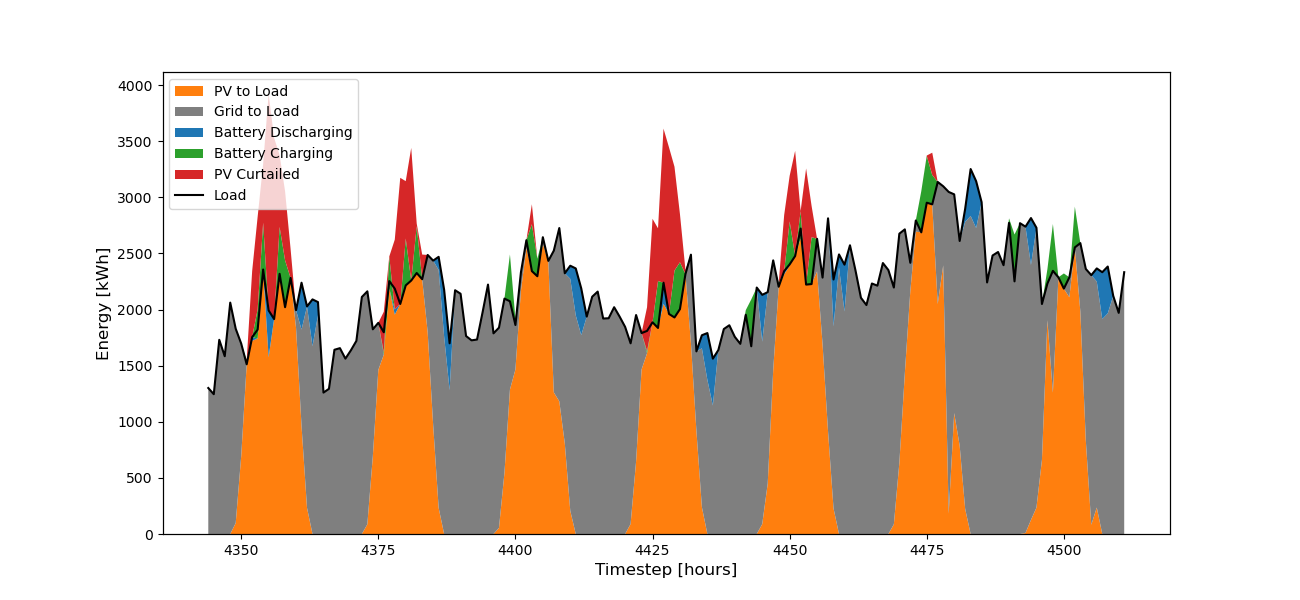 4000
3500
3000
2500
2000
1500
1000
500
0
Energy [kWh]
PV to Load
Grid to Load
Battery Discharging
Battery Charging
PV Curtailed
Load
4350 4375 4400 4425 4450 4475 4500
Timestep [hours]